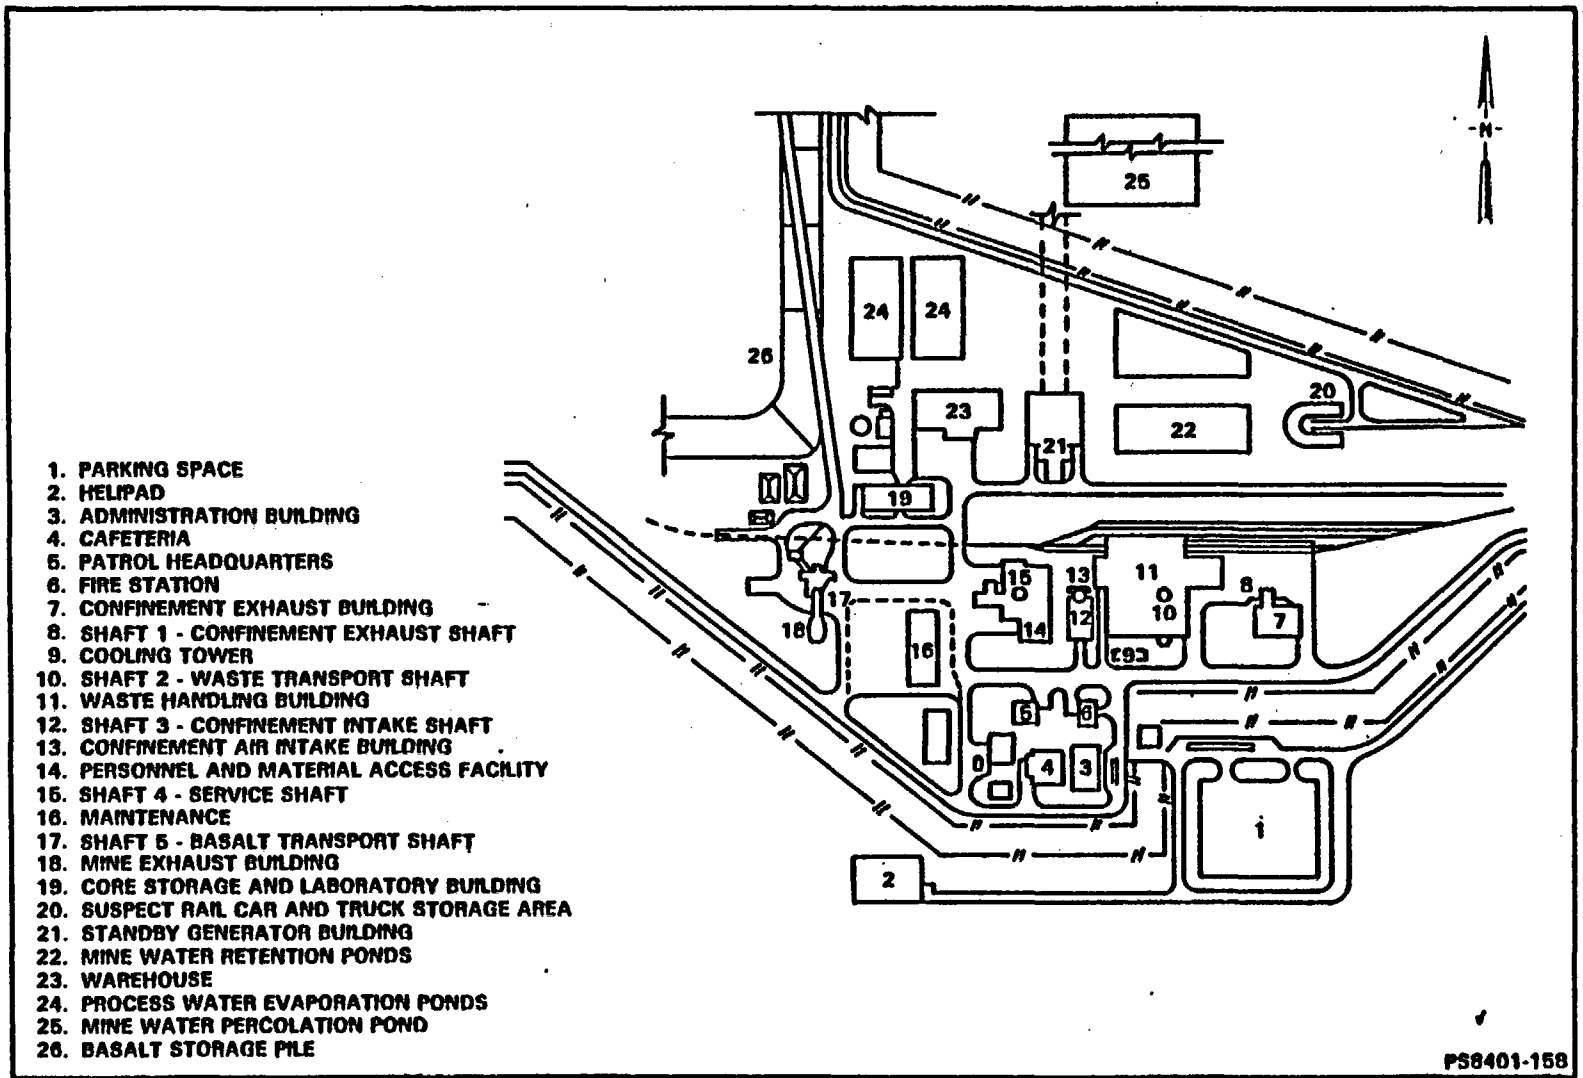 -N-
25
24
24
26
20
23
22
21
19
15
13
11
8
17
12
10
7
18
14
16
9
5
6
4
3
1
2
1. PARKING SPACE
2. HELIPAD
3. ADMINISTRATION BUILDING
4. CAFETERIA
5. PATROL HEADQUARTERS
6. FIRE STATION
7. CONFINEMENT EXHAUST BUILDING
8. SHAFT 1 - CONFINEMENT EXHAUST SHAFT
9. COOLING TOWER
10. SHAFT 2 - WASTE TRANSPORT SHAFT
11. WASTE HANDLING BUILDING
12. SHAFT 3 - CONFINEMENT INTAKE SHAFT
13. CONFINEMENT AIR INTAKE BUILDING
14. PERSONNEL AND MATERIAL ACCESS FACILITY
15. SHAFT 4 - SERVICE SHAFT
16. MAINTENANCE
17. SHAFT 5 - BASALT TRANSPORT SHAFT
18. MINE EXHAUST BUILDING
19. CORE STORAGE AND LABORATORY BUILDING
20. SUSPECT RAIL CAR AND TRUCK STORAGE AREA
21. STANDBY GENERATOR BUILDING
22. MINE WATER RETENTION PONDS
23. WAREHOUSE
24. PROCESS WATER EVAPORATION PONDS
25. MINE WATER PERCOLATION POND
26. BASALT STORAGE PILE
PS8401-158